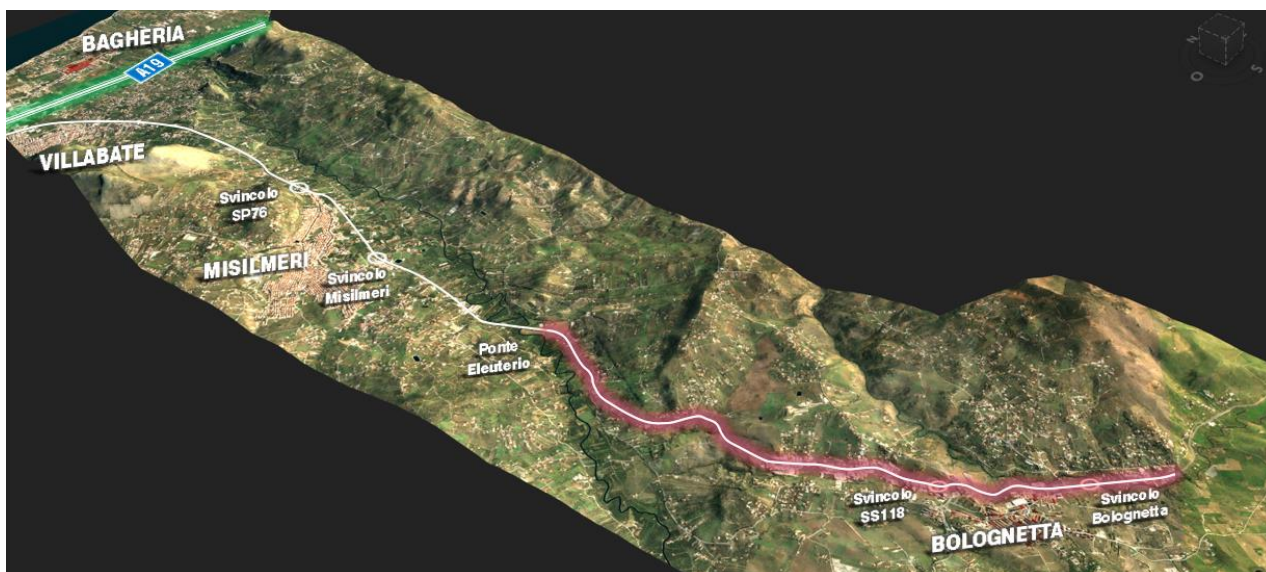 BAGHERIA
A19
VILLABATE
Svincolo
SP76
MISILMERI
Svincolo
Misilmeri
Ponte
Eleuterio
Svincolo
SS118
BOLOGNETTA
Svincolo
Bolognetta
N
O
S